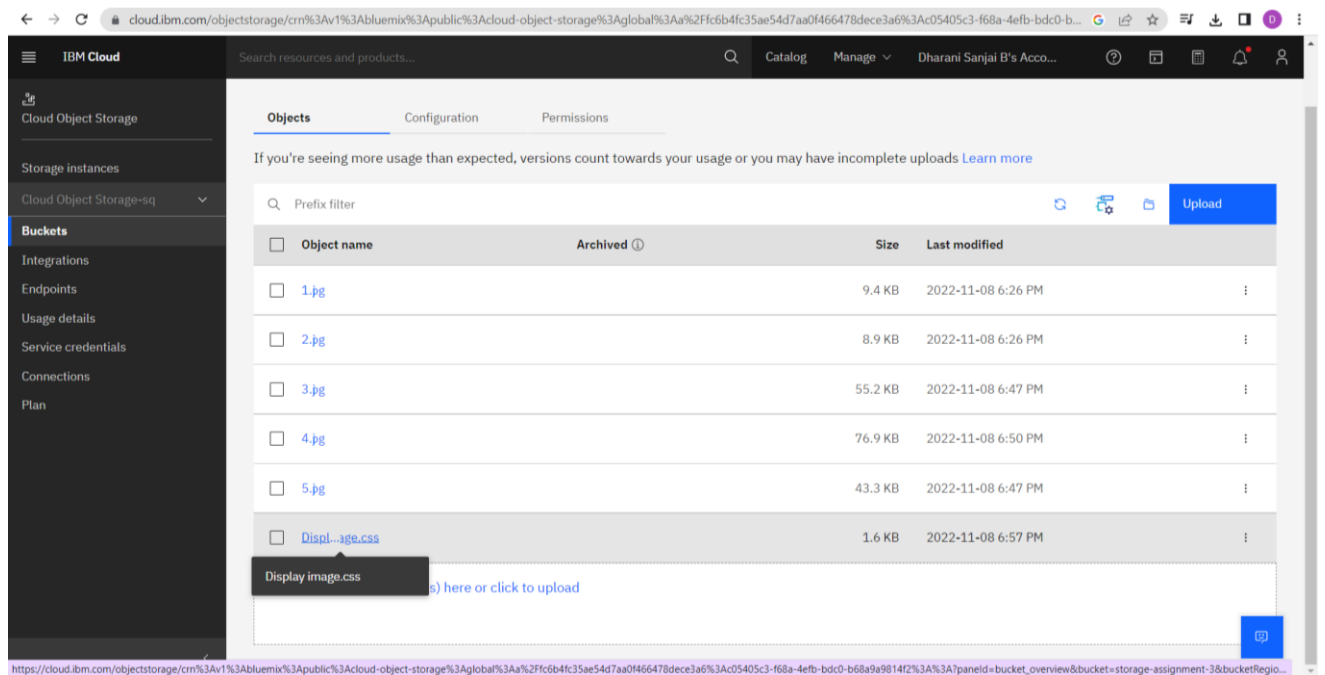 cloud.ibm.com/objectstorage/crn%3Av1%3Abluemix%3Apublic%3Acloud-object-storage%3Aglobal%3Aa%2Ffc6b4fc35ae54d7aa0f466478dece3a6%3Ac05405c3-f68a-4efb-bdc0-b... G D
IBM Cloud Search resources and products... Catalog Manage Dharani Sanjai B's Acco...
Cloud Object Storage
Storage instances
Cloud Object Storage-sq
Buckets
Integrations
Endpoints
Usage details
Service credentials
Connections
Plan
Objects Configuration Permissions
If you're seeing more usage than expected, versions count towards your usage or you may have incomplete uploads Learn more
Prefix filter Upload
Object name Archived Size Last modified
1.jpg 9.4 KB 2022-11-08 6:26 PM
2.jpg 8.9 KB 2022-11-08 6:26 PM
3.jpg 55.2 KB 2022-11-08 6:47 PM
4.jpg 76.9 KB 2022-11-08 6:50 PM
5.jpg 43.3 KB 2022-11-08 6:47 PM
Displ...age.css 1.6 KB 2022-11-08 6:57 PM
Display image.css
s) here or click to upload
https://cloud.ibm.com/objectstorage/crn%3Av1%3Abluemix%3Apublic%3Acloud-object-storage%3Aglobal%3Aa%2Ffc6b4fc35ae54d7aa0f466478dece3a6%3Ac05405c3-f68a-4efb-bdc0-b68a9a9814f2%3A%3A?paneId=bucket_overview&bucket=storage-assignment-3&bucketRegio...